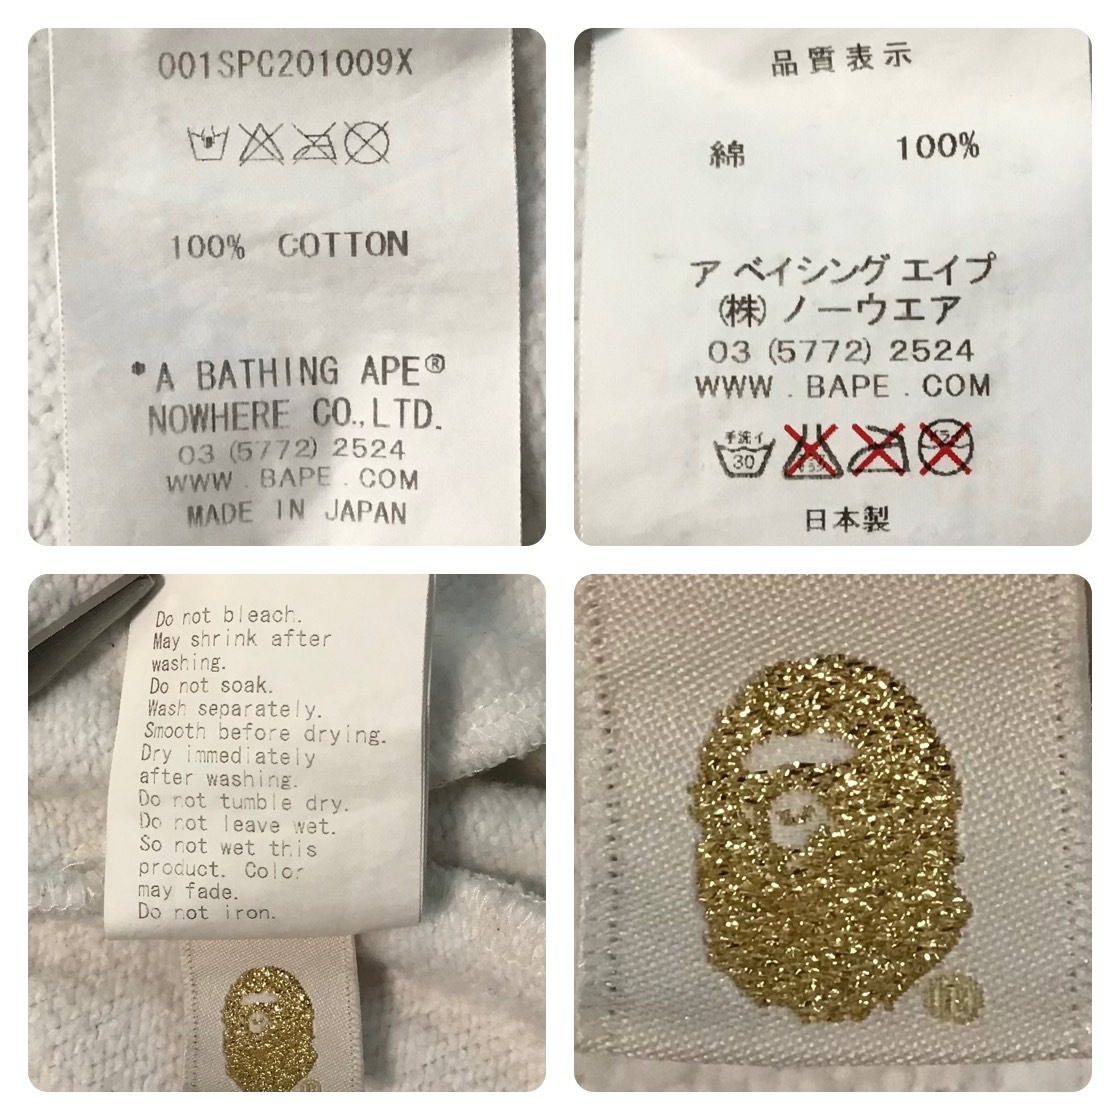 001SPC201009X
100% COTTON
*A BATHING APE®
NOWHERE CO., LTD.
03 (5772) 2524
WWW . BAPE . COM
MADE IN JAPAN
品質表示
綿 100%
ア ベイシング エイプ
(株) ノーウエア
03 (5772) 2524
WWW . BAPE . COM
手洗イ
30
日本製
Do not bleach.
May shrink after
washing.
Do not soak.
Wash separately.
Smooth before drying.
Dry immediately
after washing.
Do not tumble dry.
Do not leave wet.
So not wet this
product. Color
may fade.
Do not iron.